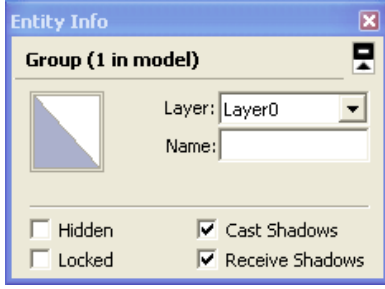 Entity Info
Group (1 in model)
Layer: Layer0
Name:
Hidden
Cast Shadows
Locked
Receive Shadows